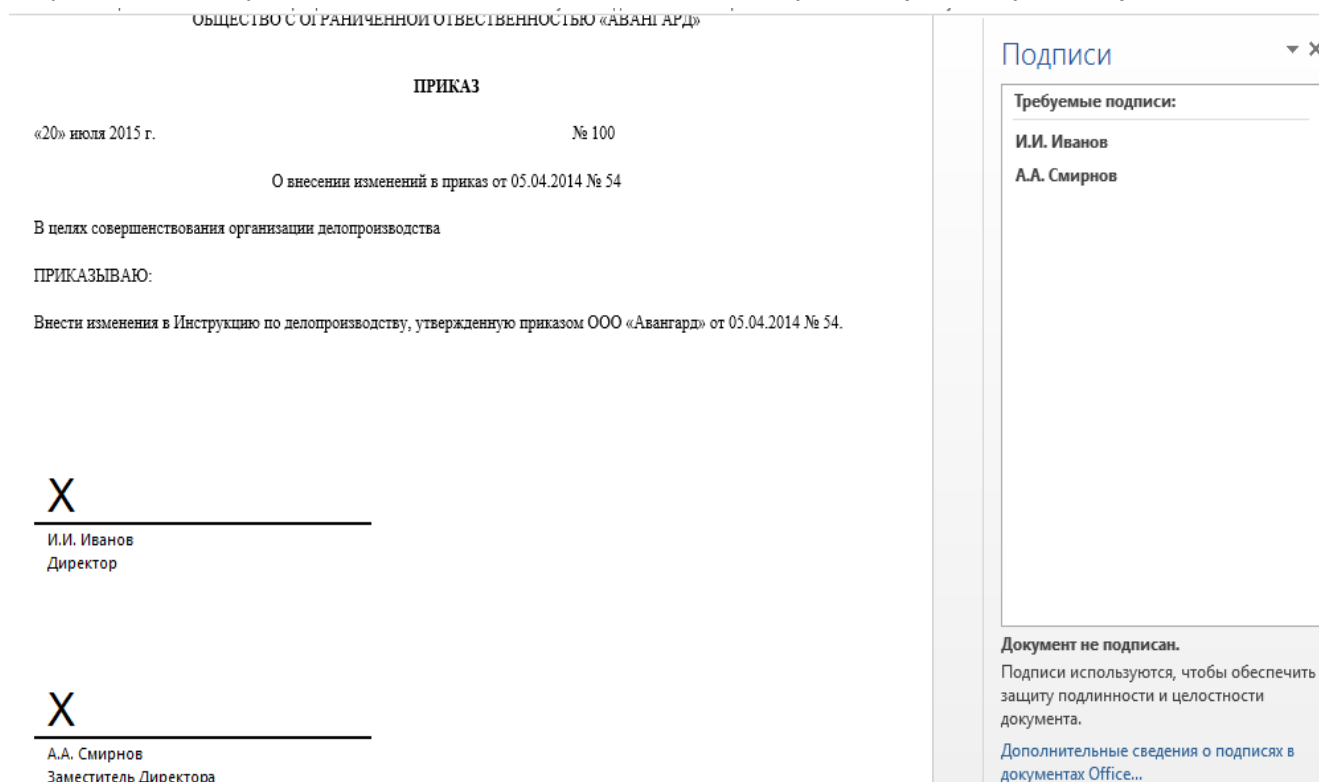 ОБЩЕСТВО С ОГРАНИЧЕННОЙ ОТВЕСТВЕННОСТЬЮ «АВАНГАРД»
ПРИКАЗ
«20» июля 2015 г. № 100
О внесении изменений в приказ от 05.04.2014 № 54
В целях совершенствования организации делопроизводства
ПРИКАЗЫВАЮ:
Внести изменения в Инструкцию по делопроизводству, утвержденную приказом ООО «Авангард» от 05.04.2014 № 54.
X
И.И. Иванов
Директор
X
А.А. Смирнов
Заместитель Директора
Подписи
Требуемые подписи:
И.И. Иванов
А.А. Смирнов
Документ не подписан.
Подписи используются, чтобы обеспечить
защиту подлинности и целостности
документа.
Дополнительные сведения о подписях в
документах Office...